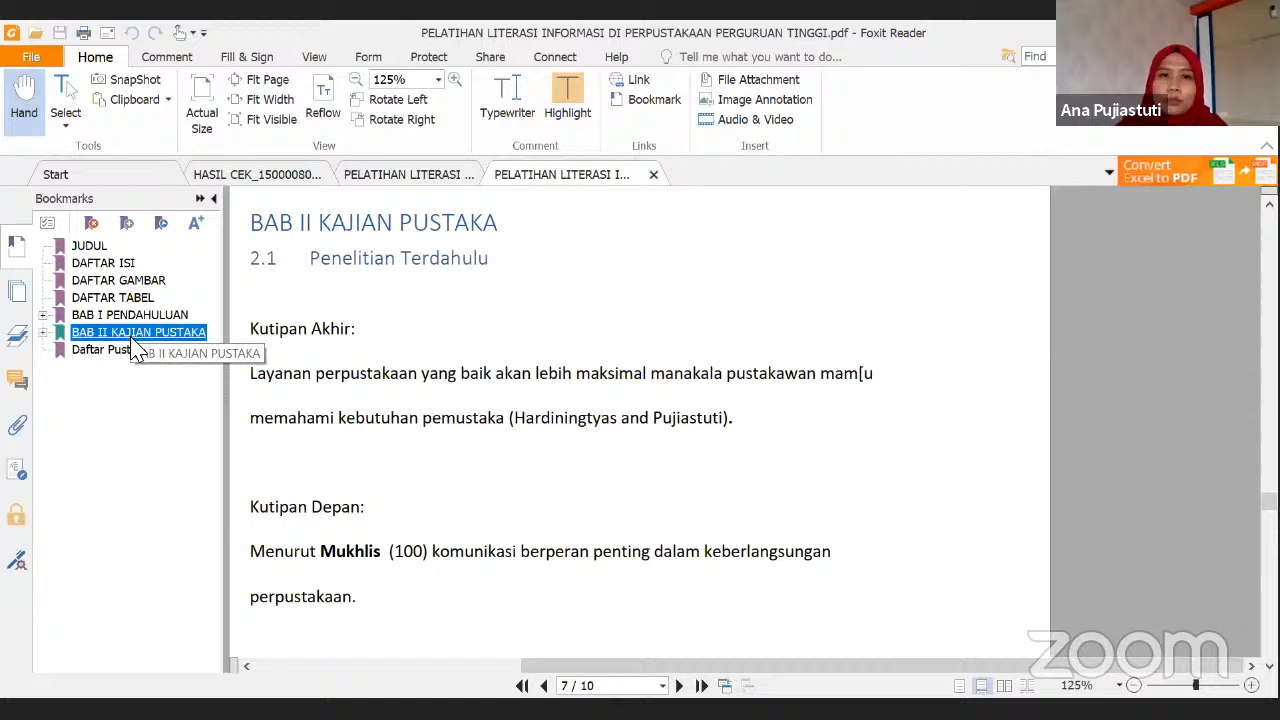 PELATIHAN LITERASI INFORMASI DI PERPUSTAKAAN PERGURUAN TINGGI.pdf - Foxit Reader
File Home Comment Fill & Sign View Form Protect Share Connect Help Tell me what you want to do... Find
Hand
Select
SnapShot
Clipboard
Tools
Actual Size
Fit Page
Fit Width
Fit Visible
Reflow
125%
Rotate Left
Rotate Right
View
Typewriter
Highlight
Comment
Link
Bookmark
Links
File Attachment
Image Annotation
Audio & Video
Insert
Ana Pujiastuti
Start HASIL CEK_15000080... PELATIHAN LITERASI ... PELATIHAN LITERASI I...
Convert
Excel to PDF
Bookmarks
JUDUL
DAFTAR ISI
DAFTAR GAMBAR
DAFTAR TABEL
BAB I PENDAHULUAN
BAB II KAJIAN PUSTAKA
Daftar Pust
B II KAJIAN PUSTAKA
BAB II KAJIAN PUSTAKA
2.1 Penelitian Terdahulu
Kutipan Akhir:
Layanan perpustakaan yang baik akan lebih maksimal manakala pustakawan mam[u
memahami kebutuhan pemustaka (Hardiningtyas and Pujiastuti).
Kutipan Depan:
Menurut Mukhlis (100) komunikasi berperan penting dalam keberlangsungan
perpustakaan.
zoom
7 / 10
125%